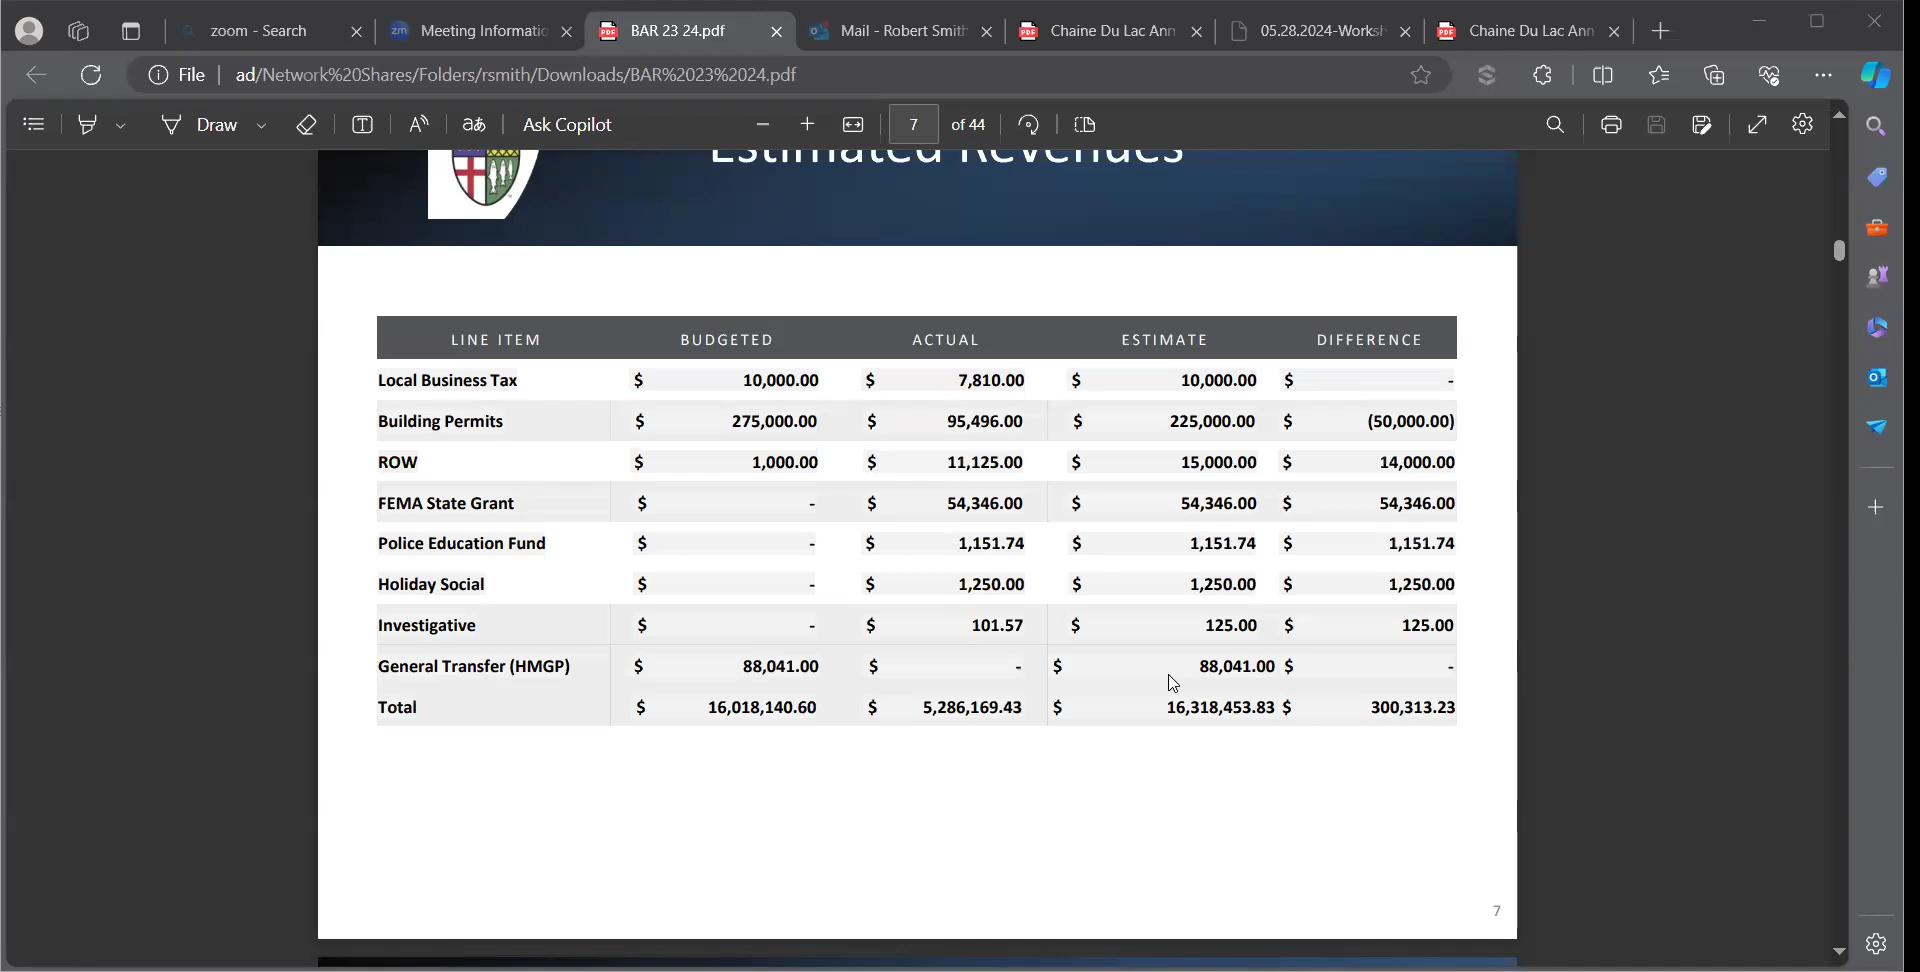 zoom - Search
Meeting Informatio
BAR 23 24.pdf
Mail - Robert Smith
Chaine Du Lac Ann
05.28.2024-Worksh
Chaine Du Lac Ann
File
ad/Network%20Shares/Folders/rsmith/Downloads/BAR%2023%2024.pdf
Draw
Ask Copilot
7 of 44
Estimated Revenues
LINE ITEM BUDGETED ACTUAL ESTIMATE DIFFERENCE
Local Business Tax $ 10,000.00 $ 7,810.00 $ 10,000.00 $ -
Building Permits $ 275,000.00 $ 95,496.00 $ 225,000.00 $ (50,000.00)
ROW $ 1,000.00 $ 11,125.00 $ 15,000.00 $ 14,000.00
FEMA State Grant $ - $ 54,346.00 $ 54,346.00 $ 54,346.00
Police Education Fund $ - $ 1,151.74 $ 1,151.74 $ 1,151.74
Holiday Social $ - $ 1,250.00 $ 1,250.00 $ 1,250.00
Investigative $ - $ 101.57 $ 125.00 $ 125.00
General Transfer (HMGP) $ 88,041.00 $ - $ 88,041.00 $ -
Total $ 16,018,140.60 $ 5,286,169.43 $ 16,318,453.83 $ 300,313.23
7